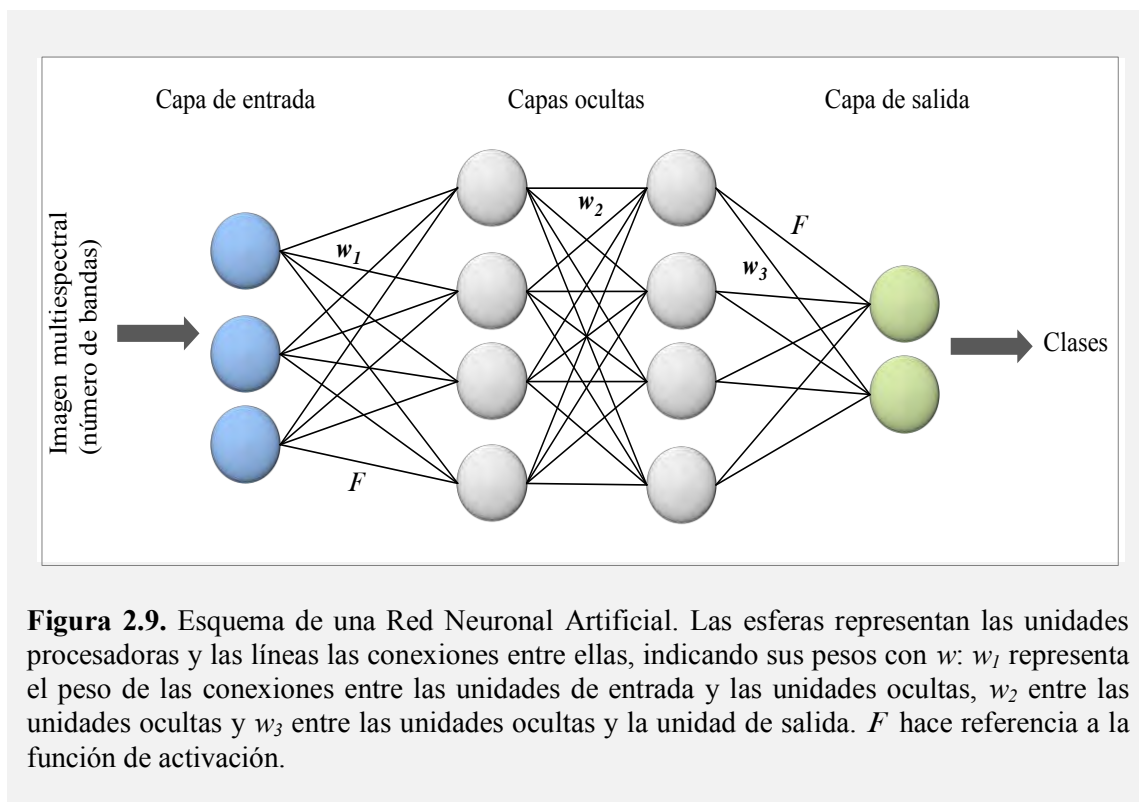 Capa de entrada
Capas ocultas
Capa de salida
Imagen multiespectral
(número de bandas)
w1
w2
F
w3
F
Clases
Figura 2.9. Esquema de una Red Neuronal Artificial. Las esferas representan las unidades
procesadoras y las líneas las conexiones entre ellas, indicando sus pesos con w: w1 representa
el peso de las conexiones entre las unidades de entrada y las unidades ocultas, w2 entre las
unidades ocultas y w3 entre las unidades ocultas y la unidad de salida. F hace referencia a la
función de activación.